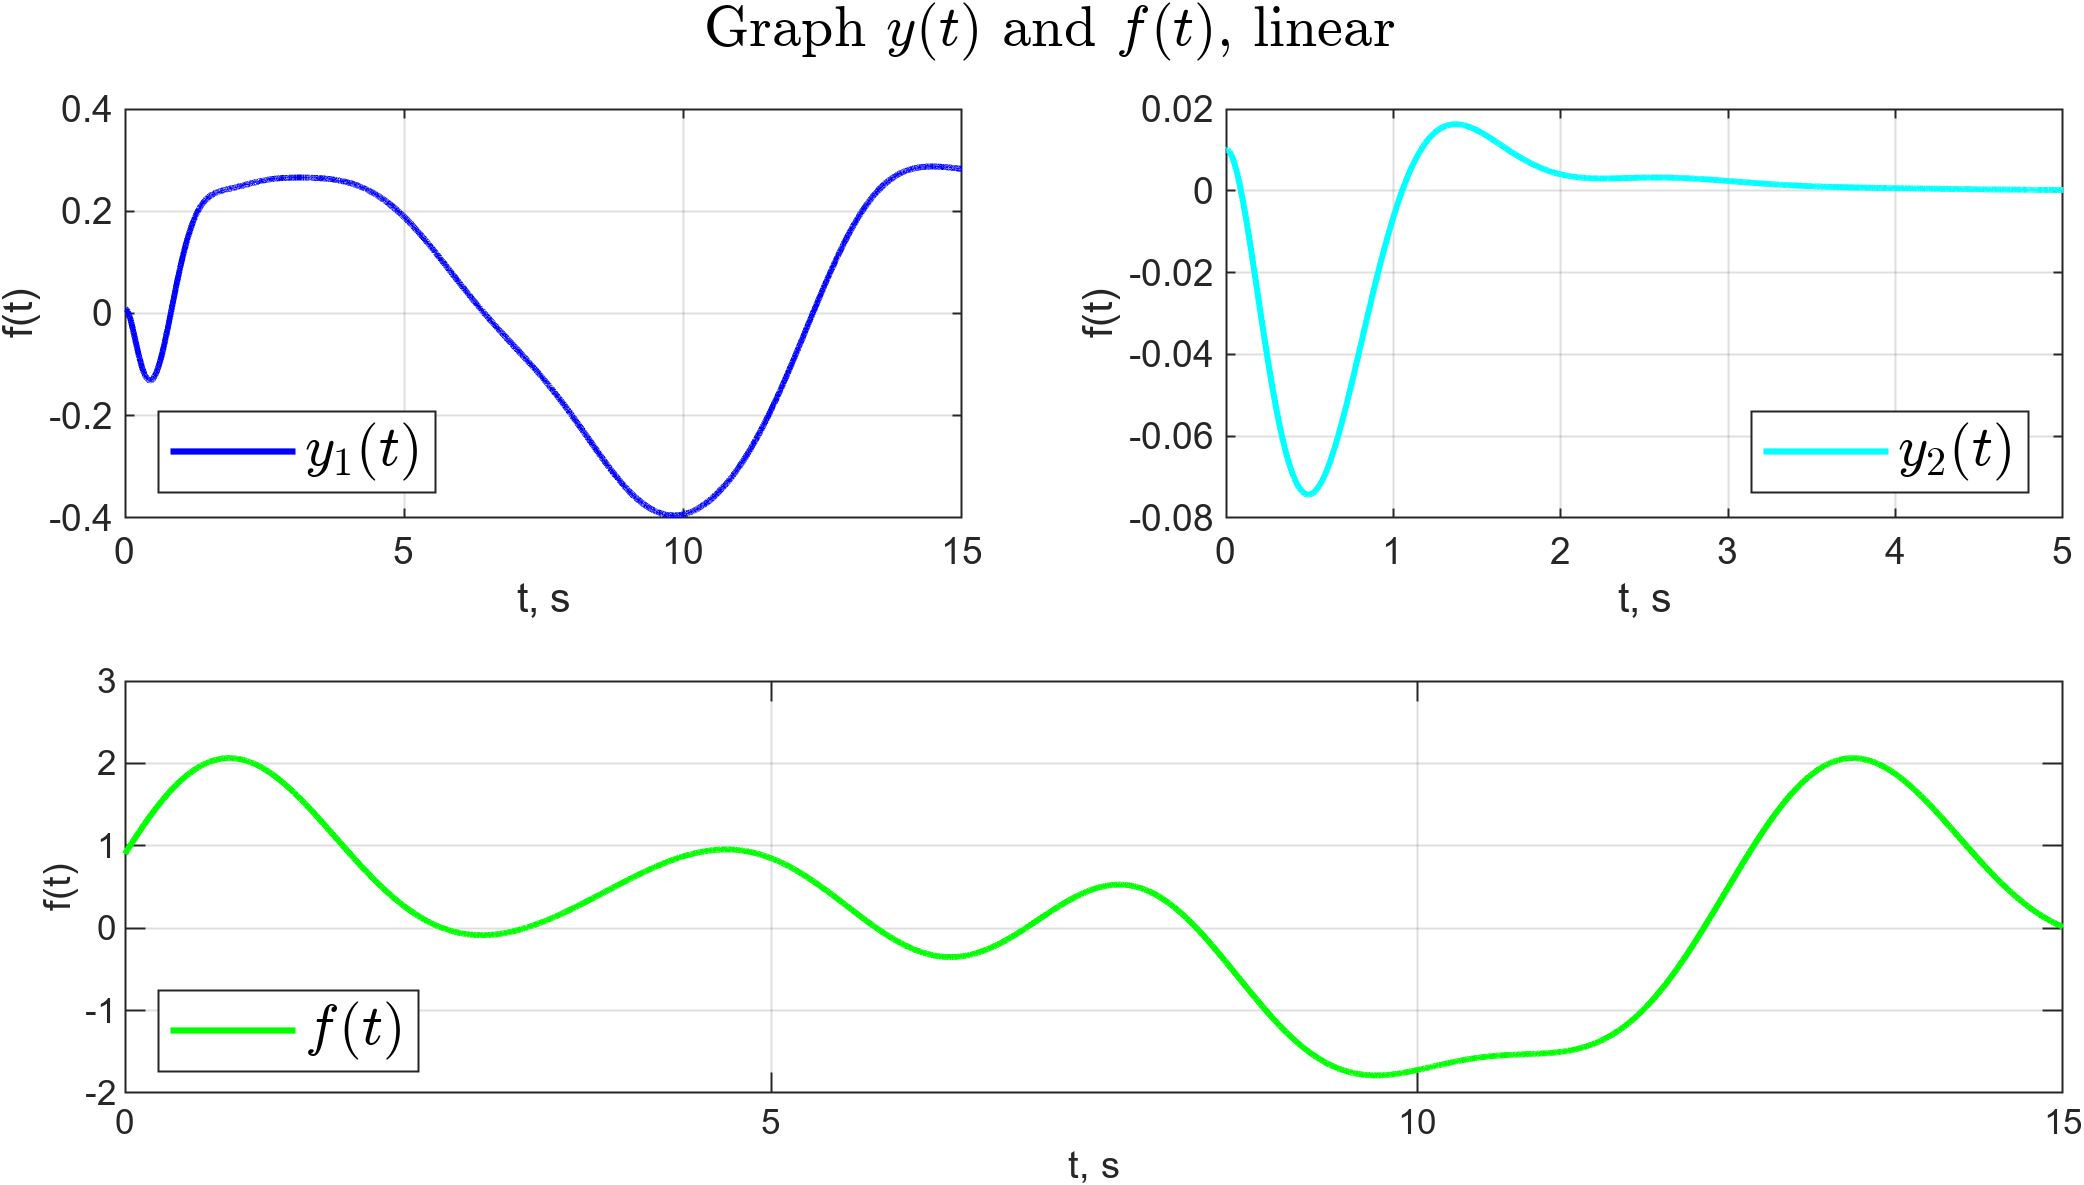 Graph y(t) and f(t), linear
0.4
0.2
0
-0.2
-0.4
f(t)
y1(t)
0 5 10 15
t, s
0.02
0
-0.02
-0.04
-0.06
-0.08
f(t)
y2(t)
0 1 2 3 4 5
t, s
3
2
1
0
-1
-2
f(t)
f(t)
0 5 10 15
t, s